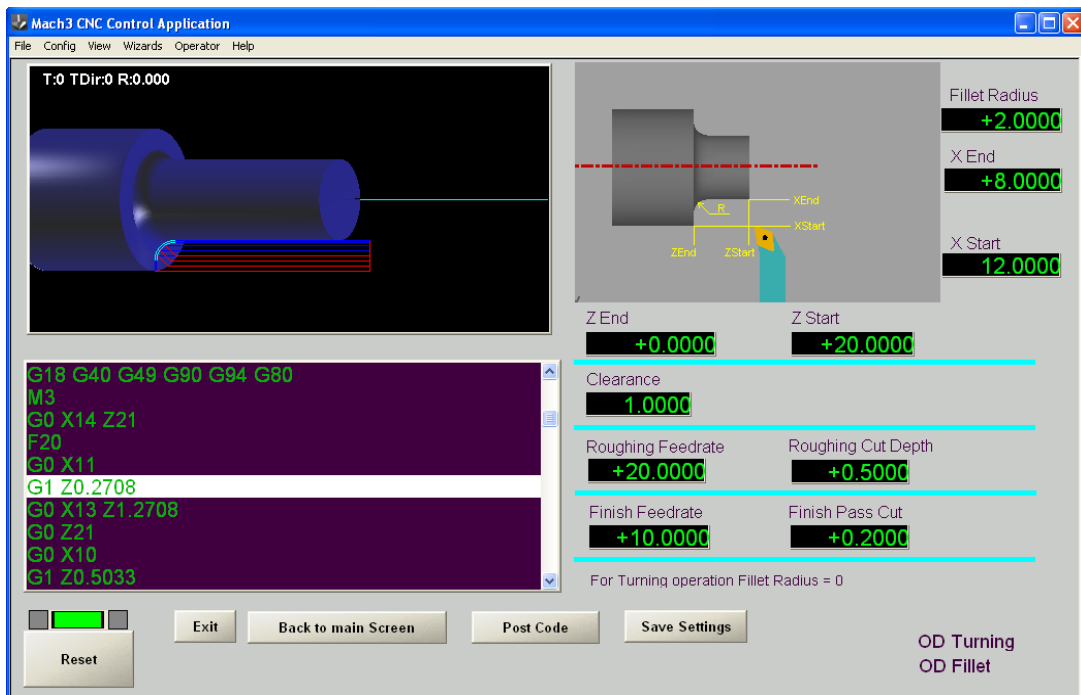 Mach3 CNC Control Application
File Config View Wizards Operator Help
T:0 TDir:0 R:0.000
Fillet Radius
+2.0000
X End
+8.0000
X Start
12.0000
R
XEnd
XStart
ZEnd
ZStart
Z End Z Start
+0.0000 +20.0000
Clearance
1.0000
Roughing Feedrate Roughing Cut Depth
+20.0000 +0.5000
Finish Feedrate Finish Pass Cut
+10.0000 +0.2000
For Turning operation Fillet Radius = 0
G18 G40 G49 G90 G94 G80
M3
G0 X14 Z21
F20
G0 X11
G1 Z0.2708
G0 X13 Z1.2708
G0 Z21
G0 X10
G1 Z0.5033
Reset
Exit
Back to main Screen
Post Code
Save Settings
OD Turning
OD Fillet